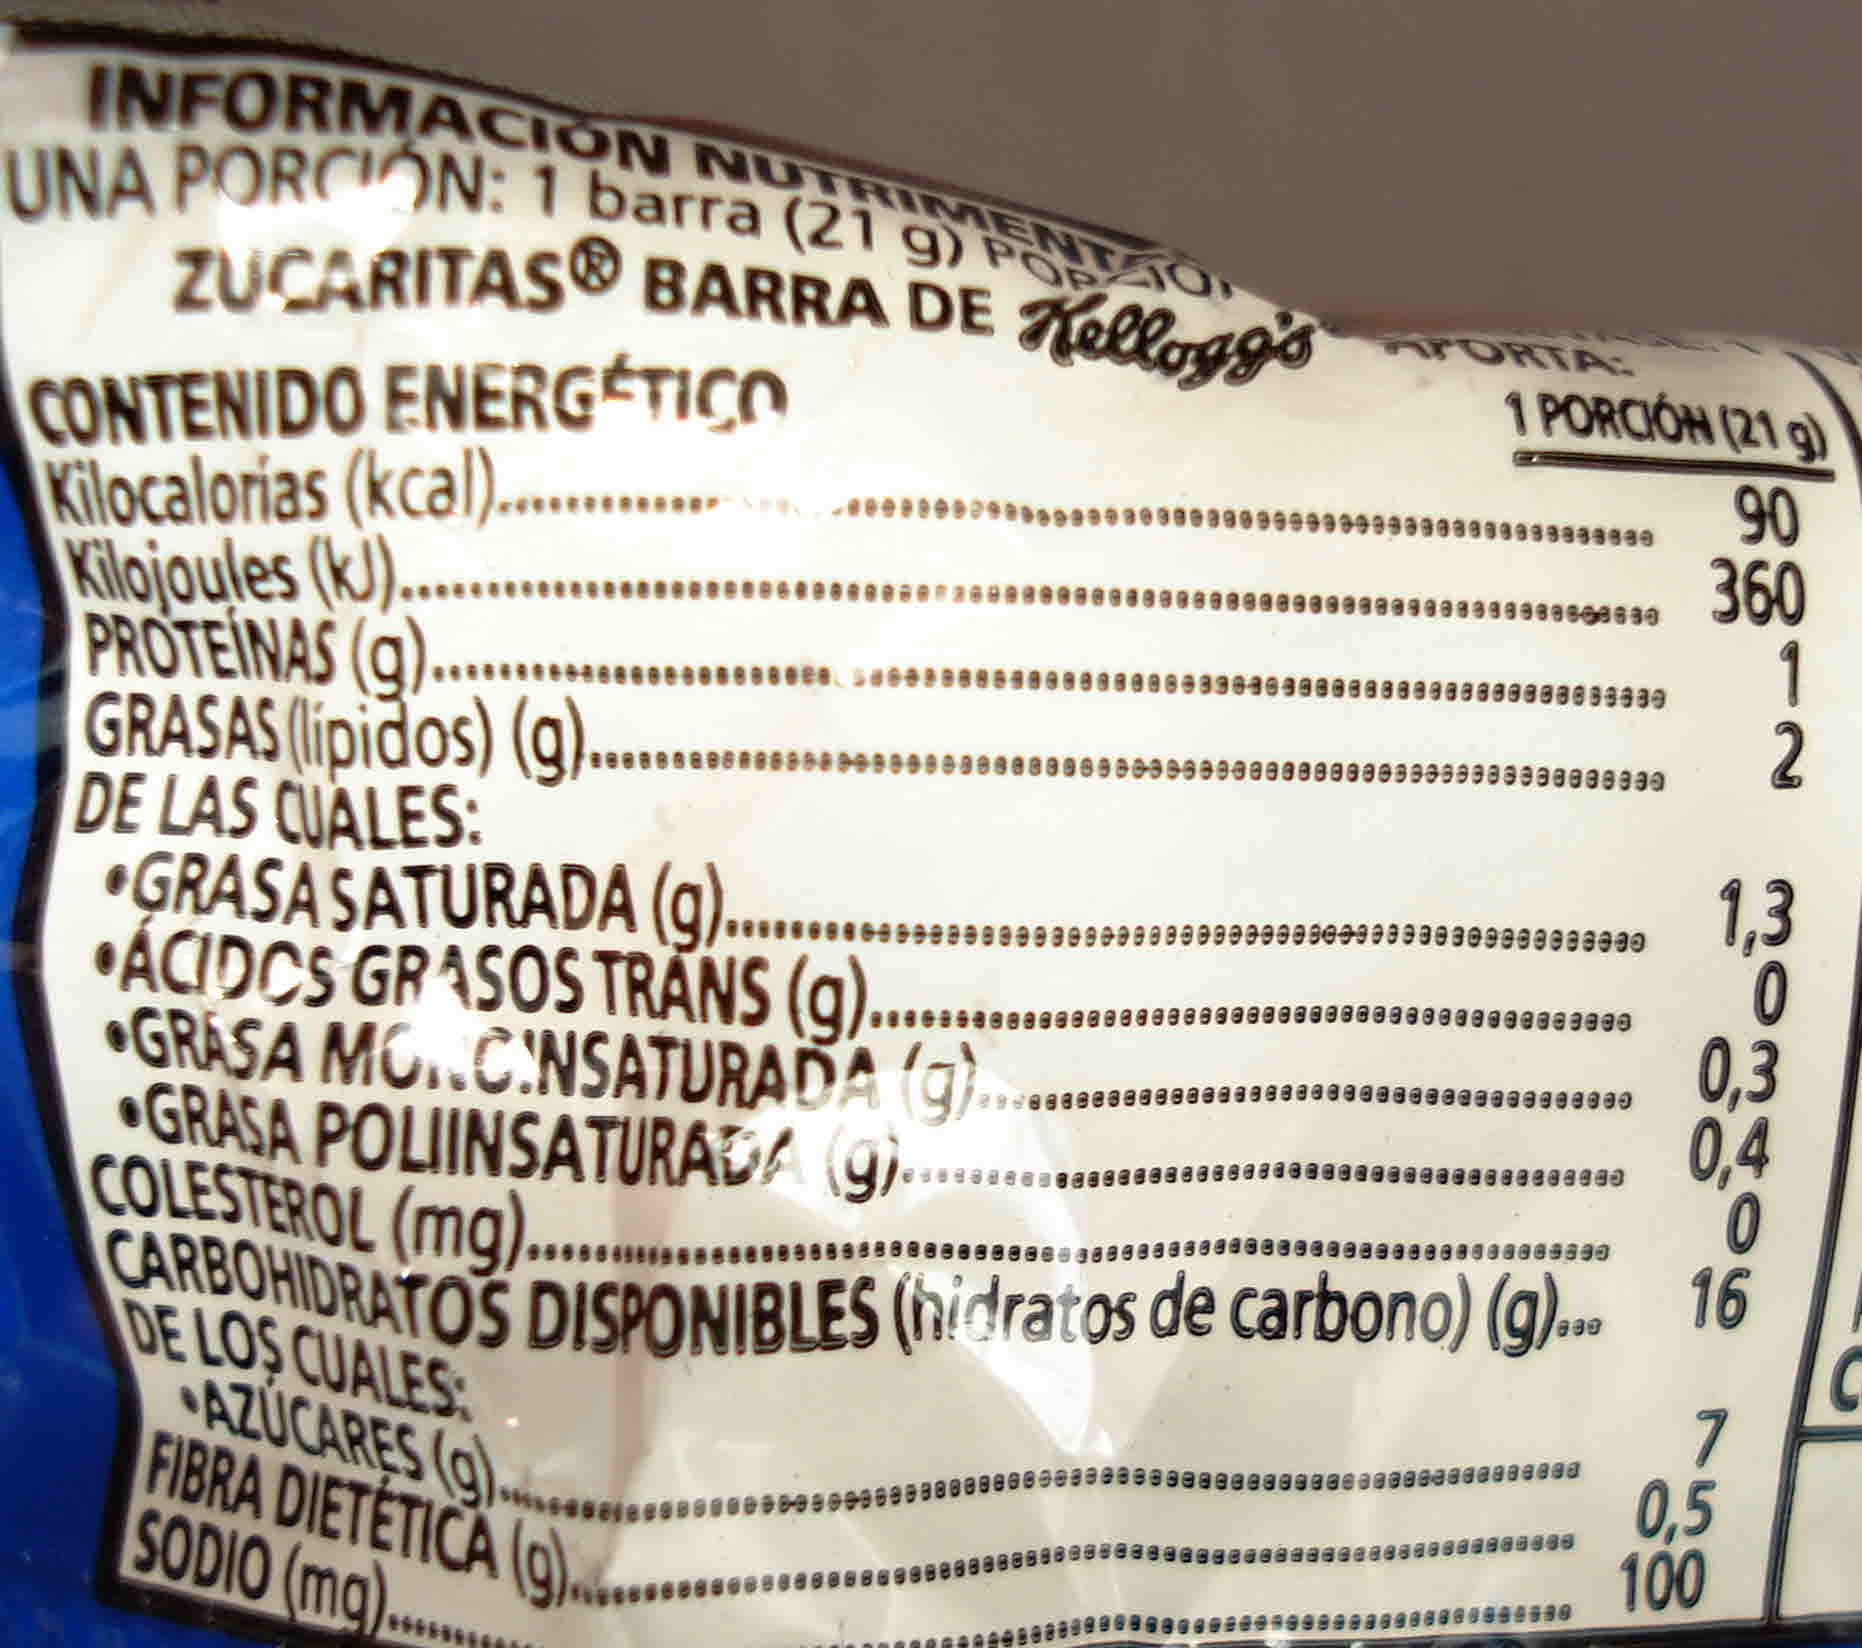 INFORMACIÓN NUTRIMENTAL
UNA PORCIÓN: 1 barra (21 g)
ZUCARITAS® BARRA DE Kellogg's® APORTA:
1 PORCIÓN (21 g)
CONTENIDO ENERGÉTICO
Kilocalorías (kcal) 90
Kilojoules (kJ) 360
PROTEÍNAS (g) 1
GRASAS (lípidos) (g) 2
DE LAS CUALES:
•GRASA SATURADA (g) 1,3
•ÁCIDOS GRASOS TRANS (g) 0
•GRASA MONOINSATURADA (g) 0,3
•GRASA POLIINSATURADA (g) 0,4
COLESTEROL (mg) 0
CARBOHIDRATOS DISPONIBLES (hidratos de carbono) (g) 16
DE LOS CUALES:
•AZÚCARES (g) 7
FIBRA DIETÉTICA (g) 0,5
SODIO (mg) 100